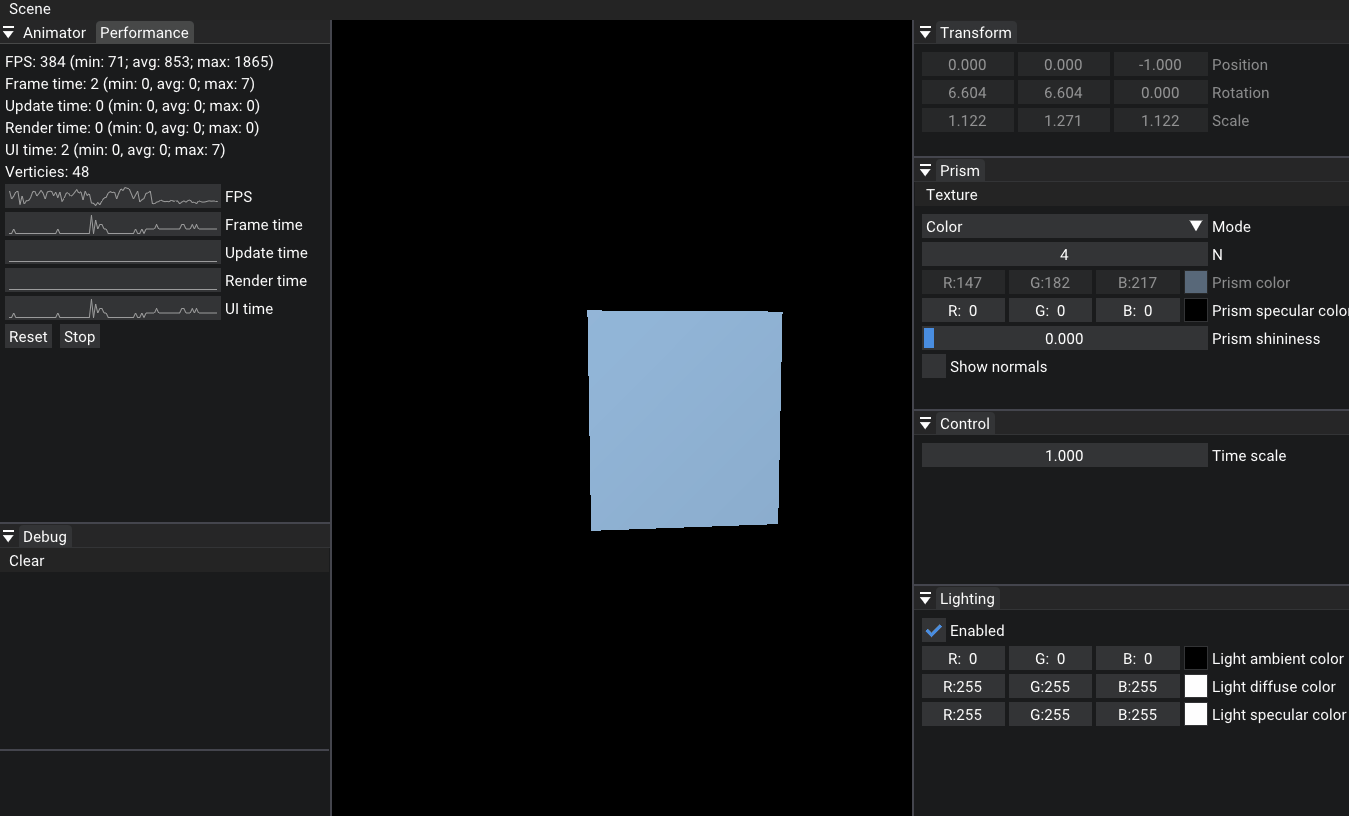 Scene
Animator Performance
FPS: 384 (min: 71; avg: 853; max: 1865)
Frame time: 2 (min: 0, avg: 0; max: 7)
Update time: 0 (min: 0, avg: 0; max: 0)
Render time: 0 (min: 0, avg: 0; max: 0)
UI time: 2 (min: 0, avg: 0; max: 7)
Verticies: 48
FPS
Frame time
Update time
Render time
UI time
Reset Stop
Debug
Clear
Transform
0.000 0.000 -1.000 Position
6.604 6.604 0.000 Rotation
1.122 1.271 1.122 Scale
Prism
Texture
Color Mode
4 N
R:147 G:182 B:217 Prism color
R: 0 G: 0 B: 0 Prism specular colo
0.000 Prism shininess
Show normals
Control
1.000 Time scale
Lighting
Enabled
R: 0 G: 0 B: 0 Light ambient color
R:255 G:255 B:255 Light diffuse color
R:255 G:255 B:255 Light specular color